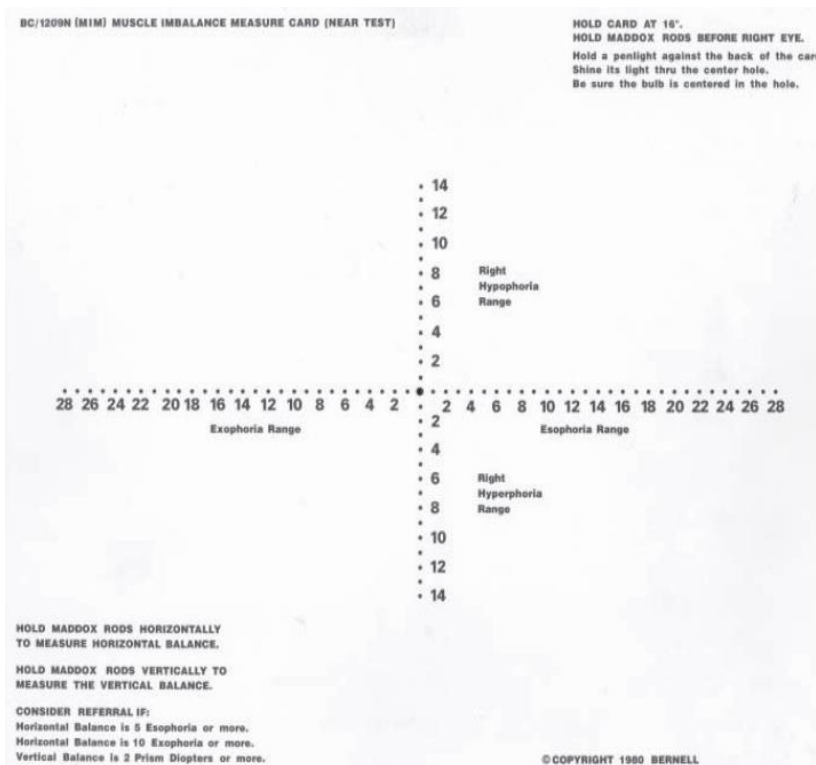 BC/1209N (MIM) MUSCLE IMBALANCE MEASURE CARD (NEAR TEST)
HOLD CARD AT 16".
HOLD MADDOX RODS BEFORE RIGHT EYE.
Hold a penlight against the back of the car
Shine its light thru the center hole.
Be sure the bulb is centered in the hole.
14
12
10
8
6
4
2
Right
Hypophoria
Range
28 26 24 22 20 18 14 12 10 8 6 4 2 2 4 6 8 10 12 14 16 18 20 22 24 26 28
Exophoria Range
Esophoria Range
2
4
6
8
10
12
14
Right
Hyperphoria
Range
HOLD MADDOX RODS HORIZONTALLY
TO MEASURE HORIZONTAL BALANCE.
HOLD MADDOX RODS VERTICALLY TO
MEASURE THE VERTICAL BALANCE.
CONSIDER REFERRAL IF:
Horizontal Balance is 5 Esophoria or more.
Horizontal Balance is 10 Exophoria or more.
Vertical Balance is 2 Prism Diopters or more.
© COPYRIGHT 1980 BERNELL